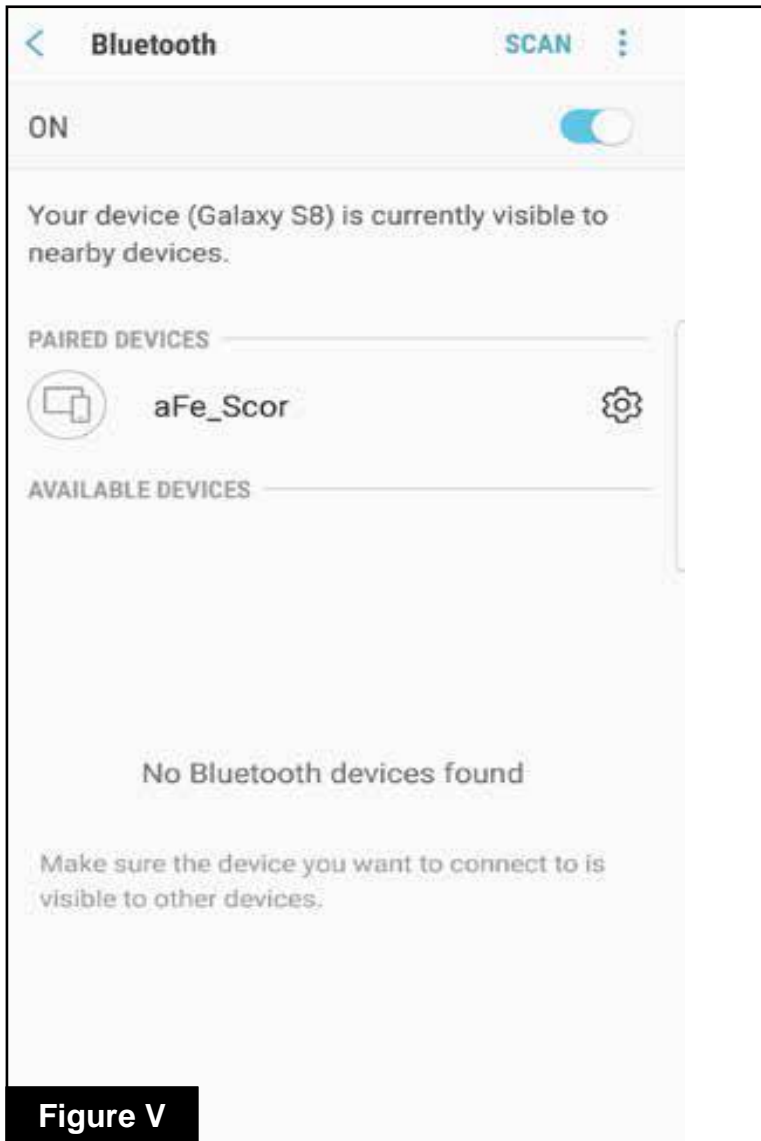 Bluetooth SCAN
ON
Your device (Galaxy S8) is currently visible to
nearby devices.
PAIRED DEVICES
aFe_Scor
AVAILABLE DEVICES
No Bluetooth devices found
Make sure the device you want to connect to is
visible to other devices.
Figure V